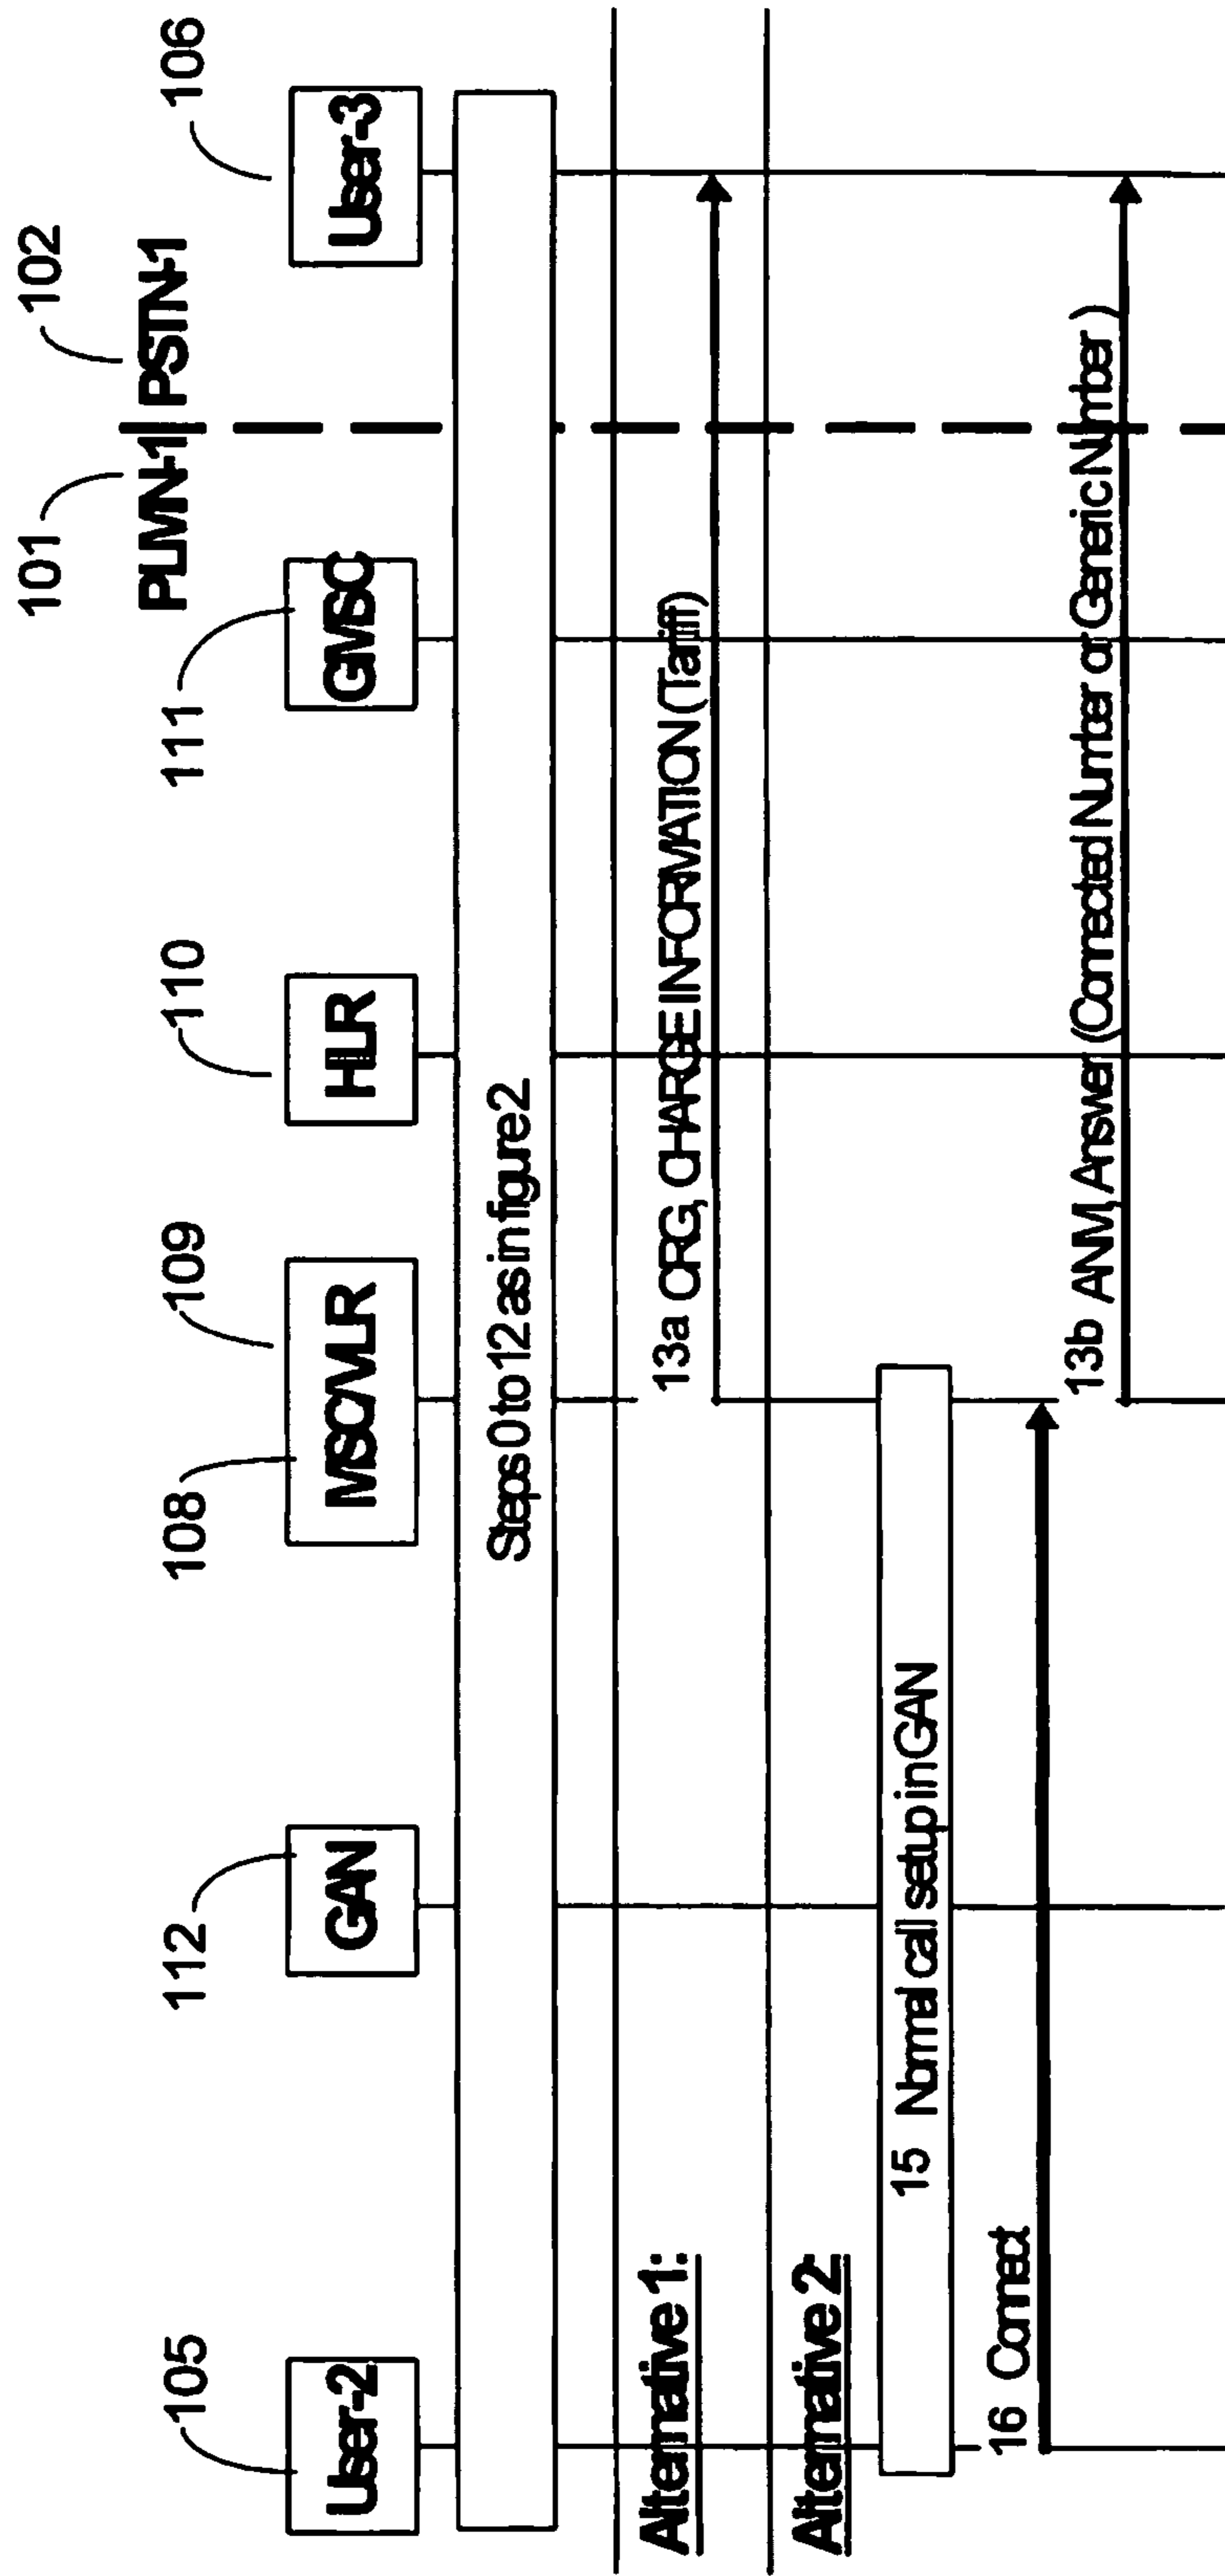 101 102
PLMN-1 PSTN-1
105 112 108 109 110 111 106
User-2 GAN MSC/VLR HLR GMSC User-3
Steps 0 to 12 as in figure 2
Alternative 1:
13a CRG, CHARGE INFORMATION (Tariff)
Alternative 2:
15 Normal call setup in GAN
16 Connect
13b ANM, Answer (Connected Number or Generic Number)